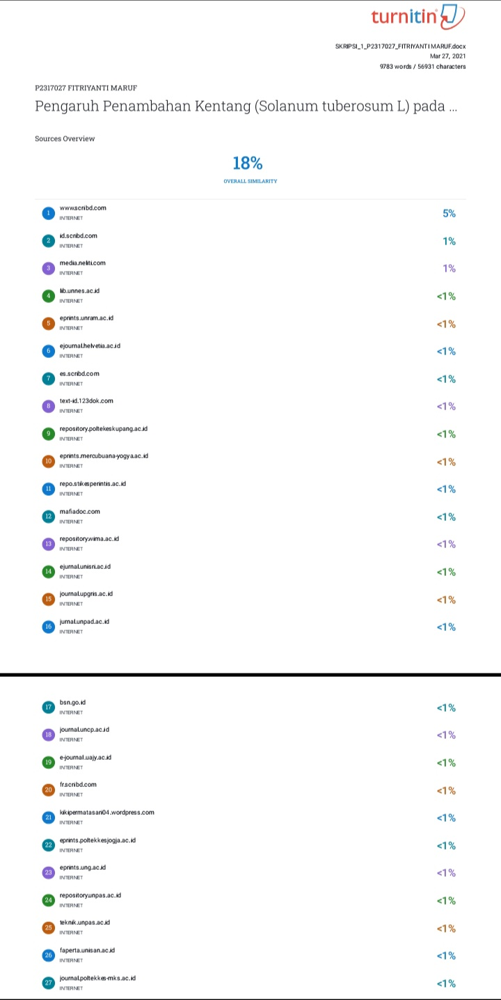 turnitin
SKRIPSI_1_P2317027_FITRIYANTI MARUF.docx
Mar 27, 2021
9783 words / 56931 characters
P2317027 FITRIYANTI MARUF
Pengaruh Penambahan Kentang (Solanum tuberosum L) pada ...
Sources Overview
18%
OVERALL SIMILARITY
1 www.scribd.com 5%
INTERNET
2 id.scribd.com 1%
INTERNET
3 media.neliti.com 1%
INTERNET
4 lib.unnes.ac.id <1%
INTERNET
5 eprints.unram.ac.id <1%
INTERNET
6 ejournal.helvetia.ac.id <1%
INTERNET
7 es.scribd.com <1%
INTERNET
8 text-id.123dok.com <1%
INTERNET
9 repository.poltekeskupang.ac.id <1%
INTERNET
10 eprints.mercubuana-yogya.ac.id <1%
INTERNET
11 repo.stikesperintis.ac.id <1%
INTERNET
12 mafiadoc.com <1%
INTERNET
13 repository.wima.ac.id <1%
INTERNET
14 ejurnal.unisri.ac.id <1%
INTERNET
15 journal.upgris.ac.id <1%
INTERNET
16 jurnal.unpad.ac.id <1%
INTERNET
17 bsn.go.id <1%
INTERNET
18 journal.uncp.ac.id <1%
INTERNET
19 e-journal.uajy.ac.id <1%
INTERNET
20 fr.scribd.com <1%
INTERNET
21 kikipermatasari04.wordpress.com <1%
INTERNET
22 eprints.poltekkesjogja.ac.id <1%
INTERNET
23 eprints.ung.ac.id <1%
INTERNET
24 repository.unpas.ac.id <1%
INTERNET
25 teknik.unpas.ac.id <1%
INTERNET
26 faperta.unisan.ac.id <1%
INTERNET
27 journal.poltekkes-mks.ac.id <1%
INTERNET